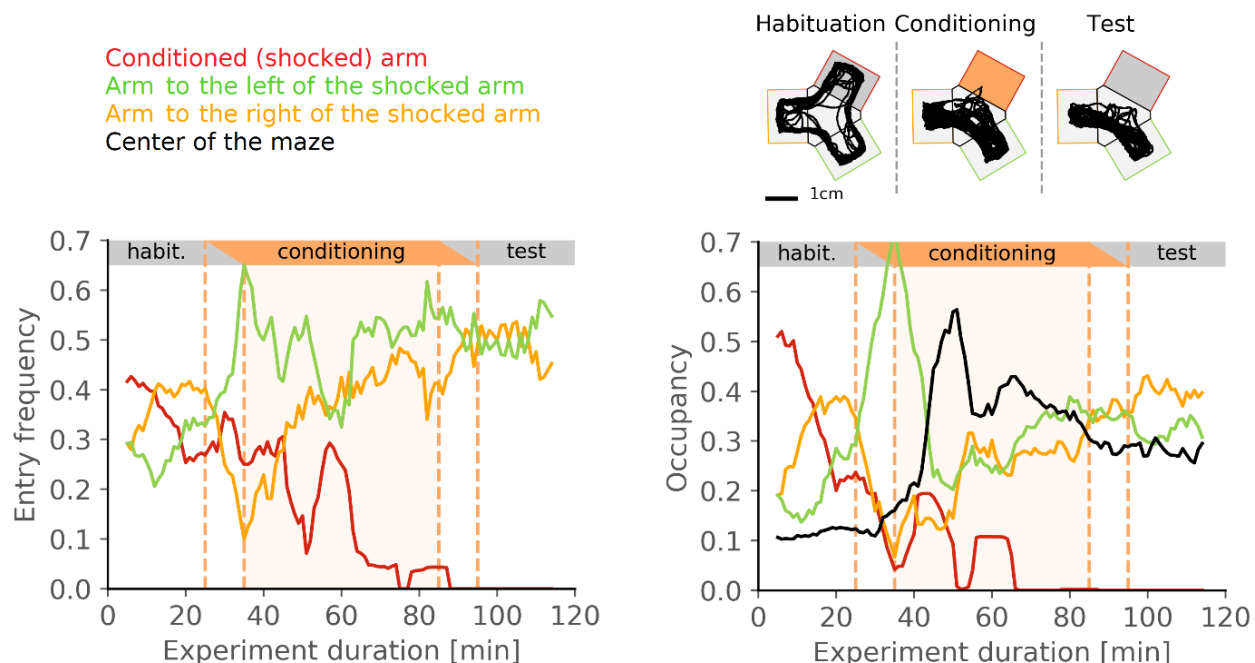 Habituation Conditioning Test
Conditioned (shocked) arm
Arm to the left of the shocked arm
Arm to the right of the shocked arm
Center of the maze
1cm
0.7
0.6
0.5
0.4
0.3
0.2
0.1
0.0
Entry frequency
habit. conditioning test
0 20 40 60 80 100 120
Experiment duration [min]
0.7
0.6
0.5
0.4
0.3
0.2
0.1
0.0
Occupancy
habit. conditioning test
0 20 40 60 80 100 120
Experiment duration [min]